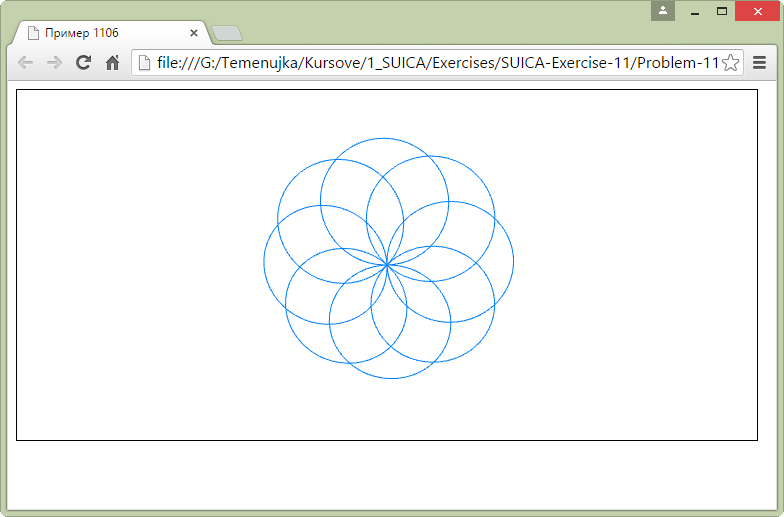 Пример 1106
file:///G:/Temenujka/Kursove/1_SUICA/Exercises/SUICA-Exercise-11/Problem-11